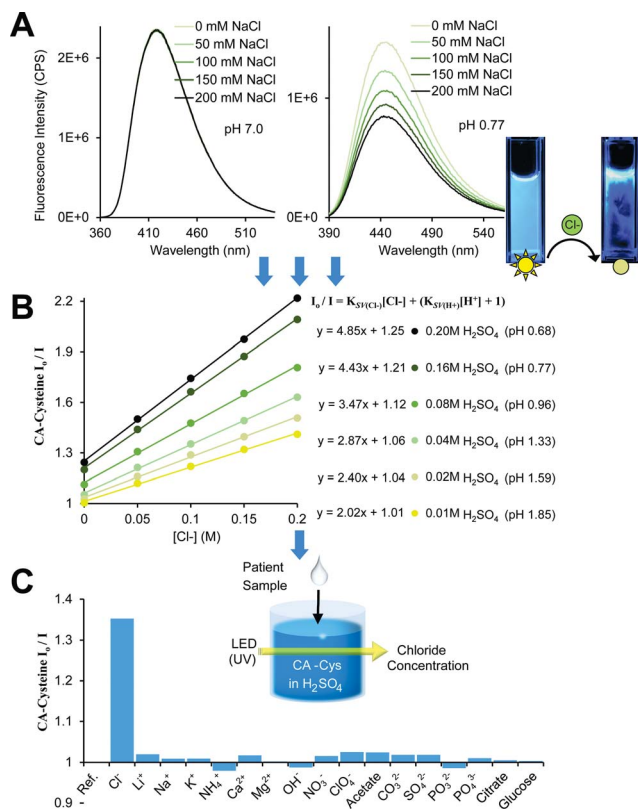 A
Fluorescence Intensity (CPS)
2E+6
1E+6
0E+0
0 mM NaCl
50 mM NaCl
100 mM NaCl
150 mM NaCl
200 mM NaCl
pH 7.0
360 410 460 510
Wavelength (nm)
0 mM NaCl
50 mM NaCl
100 mM NaCl
150 mM NaCl
200 mM NaCl
1E+6
pH 0.77
0E+0
390 440 490 540
Wavelength (nm)
Cl-
B
CA-Cysteine Iₒ / I
2.2
1.9
1.6
1.3
1
0 0.05 0.1 0.15 0.2
[Cl-] (M)
Iₒ / I = K_SV(Cl-)[Cl-] + (K_SV(H+)[H⁺] + 1)
y = 4.85x + 1.25 0.20M H₂SO₄ (pH 0.68)
y = 4.43x + 1.21 0.16M H₂SO₄ (pH 0.77)
y = 3.47x + 1.12 0.08M H₂SO₄ (pH 0.96)
y = 2.87x + 1.06 0.04M H₂SO₄ (pH 1.33)
y = 2.40x + 1.04 0.02M H₂SO₄ (pH 1.59)
y = 2.02x + 1.01 0.01M H₂SO₄ (pH 1.85)
C
Patient
Sample
LED
(UV)
CA -Cys
in H₂SO₄
Chloride
Concentration
CA-Cysteine Iₒ / I
1.4
1.3
1.2
1.1
1
0.9
Ref. Cl⁻ Li⁺ Na⁺ K⁺ NH₄⁺ Ca²⁺ Mg²⁺ OH⁻ NO₃⁻ ClO₄⁻ Acetate CO₃²⁻ SO₄²⁻ PO₃²⁻ PO₄³⁻ Citrate Glucose